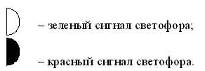 – зеленый сигнал светофора;
– красный сигнал светофора.